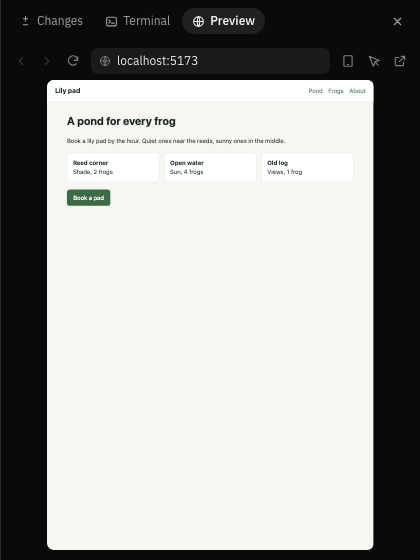 Changes Terminal Preview
localhost:5173
Lily pad Pond Frogs About
A pond for every frog
Book a lily pad by the hour. Quiet ones near the reeds, sunny ones in the middle.
Reed corner Open water Old log
Shade, 2 frogs Sun, 4 frogs Views, 1 frog
Book a pad